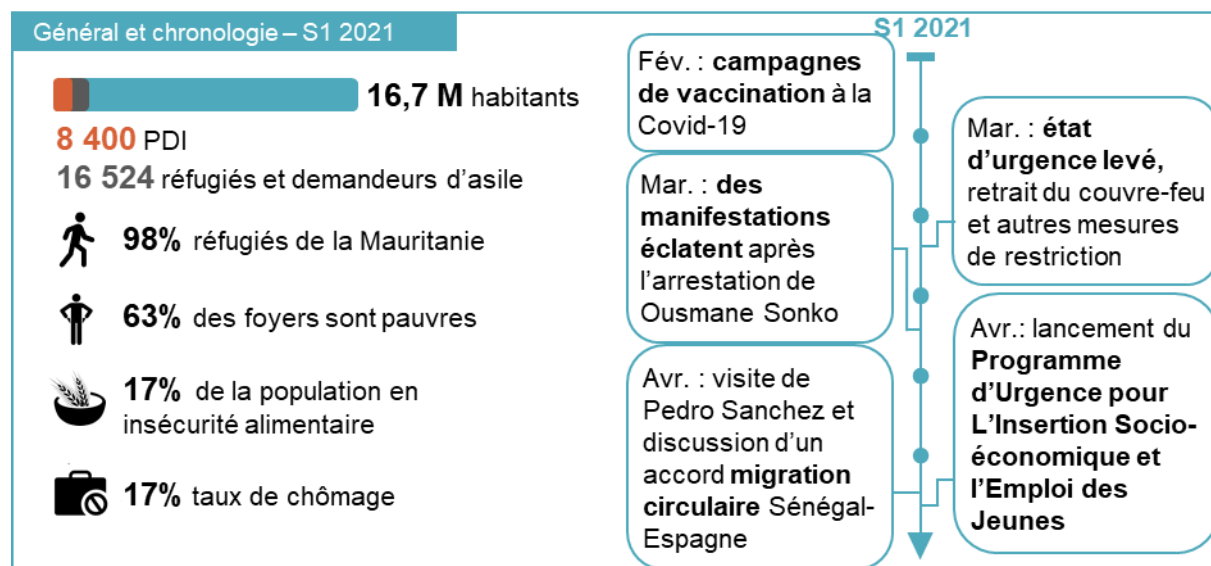 Général et chronologie – S1 2021
16,7 M habitants
8 400 PDI
16 524 réfugiés et demandeurs d'asile
98% réfugiés de la Mauritanie
63% des foyers sont pauvres
17% de la population en
insécurité alimentaire
17% taux de chômage
S1 2021
Fév. : campagnes
de vaccination à la
Covid-19
Mar. : état
d'urgence levé,
retrait du couvre-feu
et autres mesures
de restriction
Mar. : des
manifestations
éclatent après
l'arrestation de
Ousmane Sonko
Avr.: lancement du
Programme
d'Urgence pour
L'Insertion Socio-
économique et
l'Emploi des
Jeunes
Avr. : visite de
Pedro Sanchez et
discussion d'un
accord migration
circulaire Sénégal-
Espagne